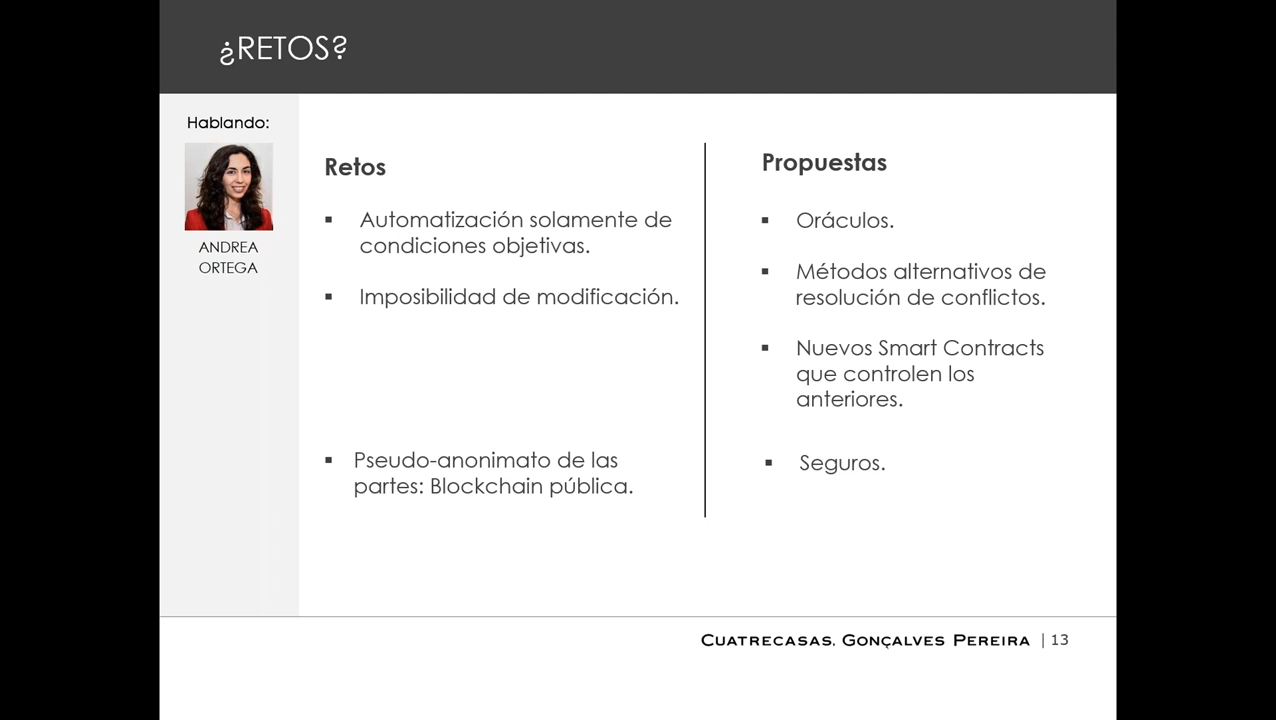 ¿RETOS?
Hablando:
ANDREA
ORTEGA
Retos
▪ Automatización solamente de
condiciones objetivas.
▪ Imposibilidad de modificación.
▪ Pseudo-anonimato de las
partes: Blockchain pública.
Propuestas
▪ Oráculos.
▪ Métodos alternativos de
resolución de conflictos.
▪ Nuevos Smart Contracts
que controlen los
anteriores.
▪ Seguros.
CUATRECASAS, GONÇALVES PEREIRA | 13